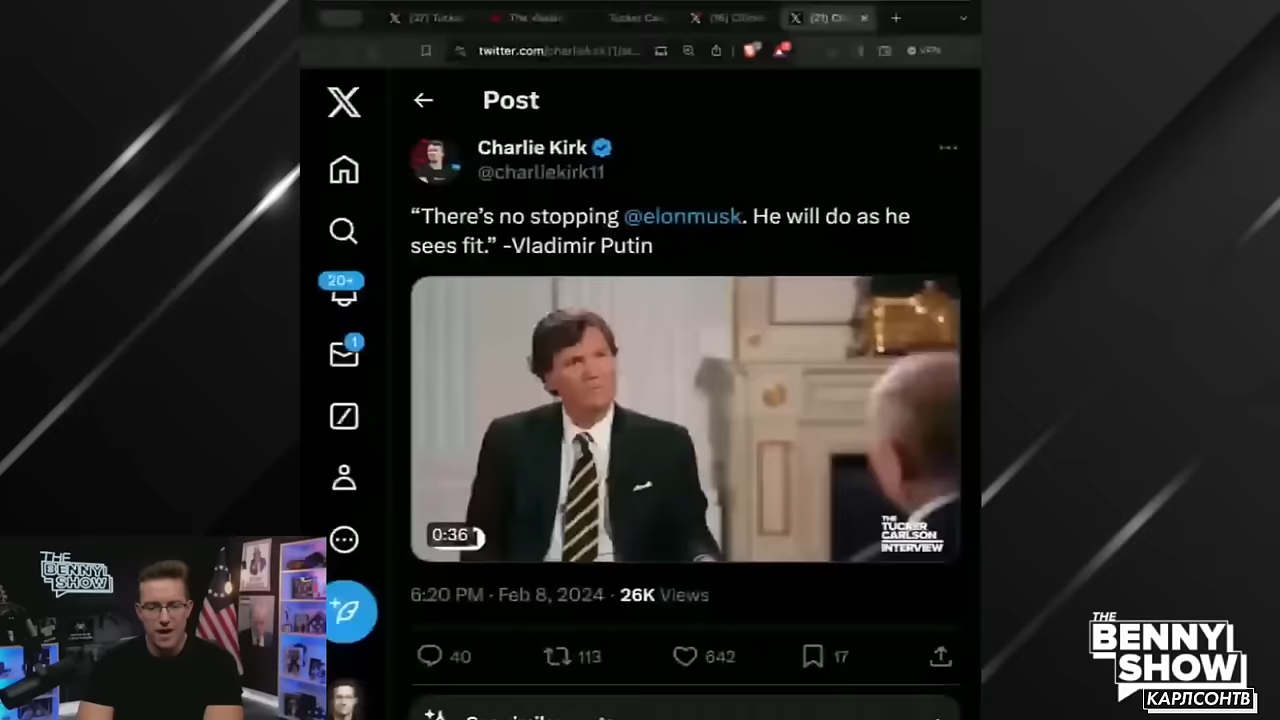 twitter.com/charliekirk11/st...
VPN
Post
Charlie Kirk
@charliekirk11
“There’s no stopping @elonmusk. He will do as he
sees fit.” -Vladimir Putin
20+
1
0:36
THE
TUCKER
CARLSON
INTERVIEW
6:20 PM · Feb 8, 2024 · 26K Views
40
113
642
17
THE
BENNY
SHOW
THE
BENNY
SHOW
КАРЛСОНТВ